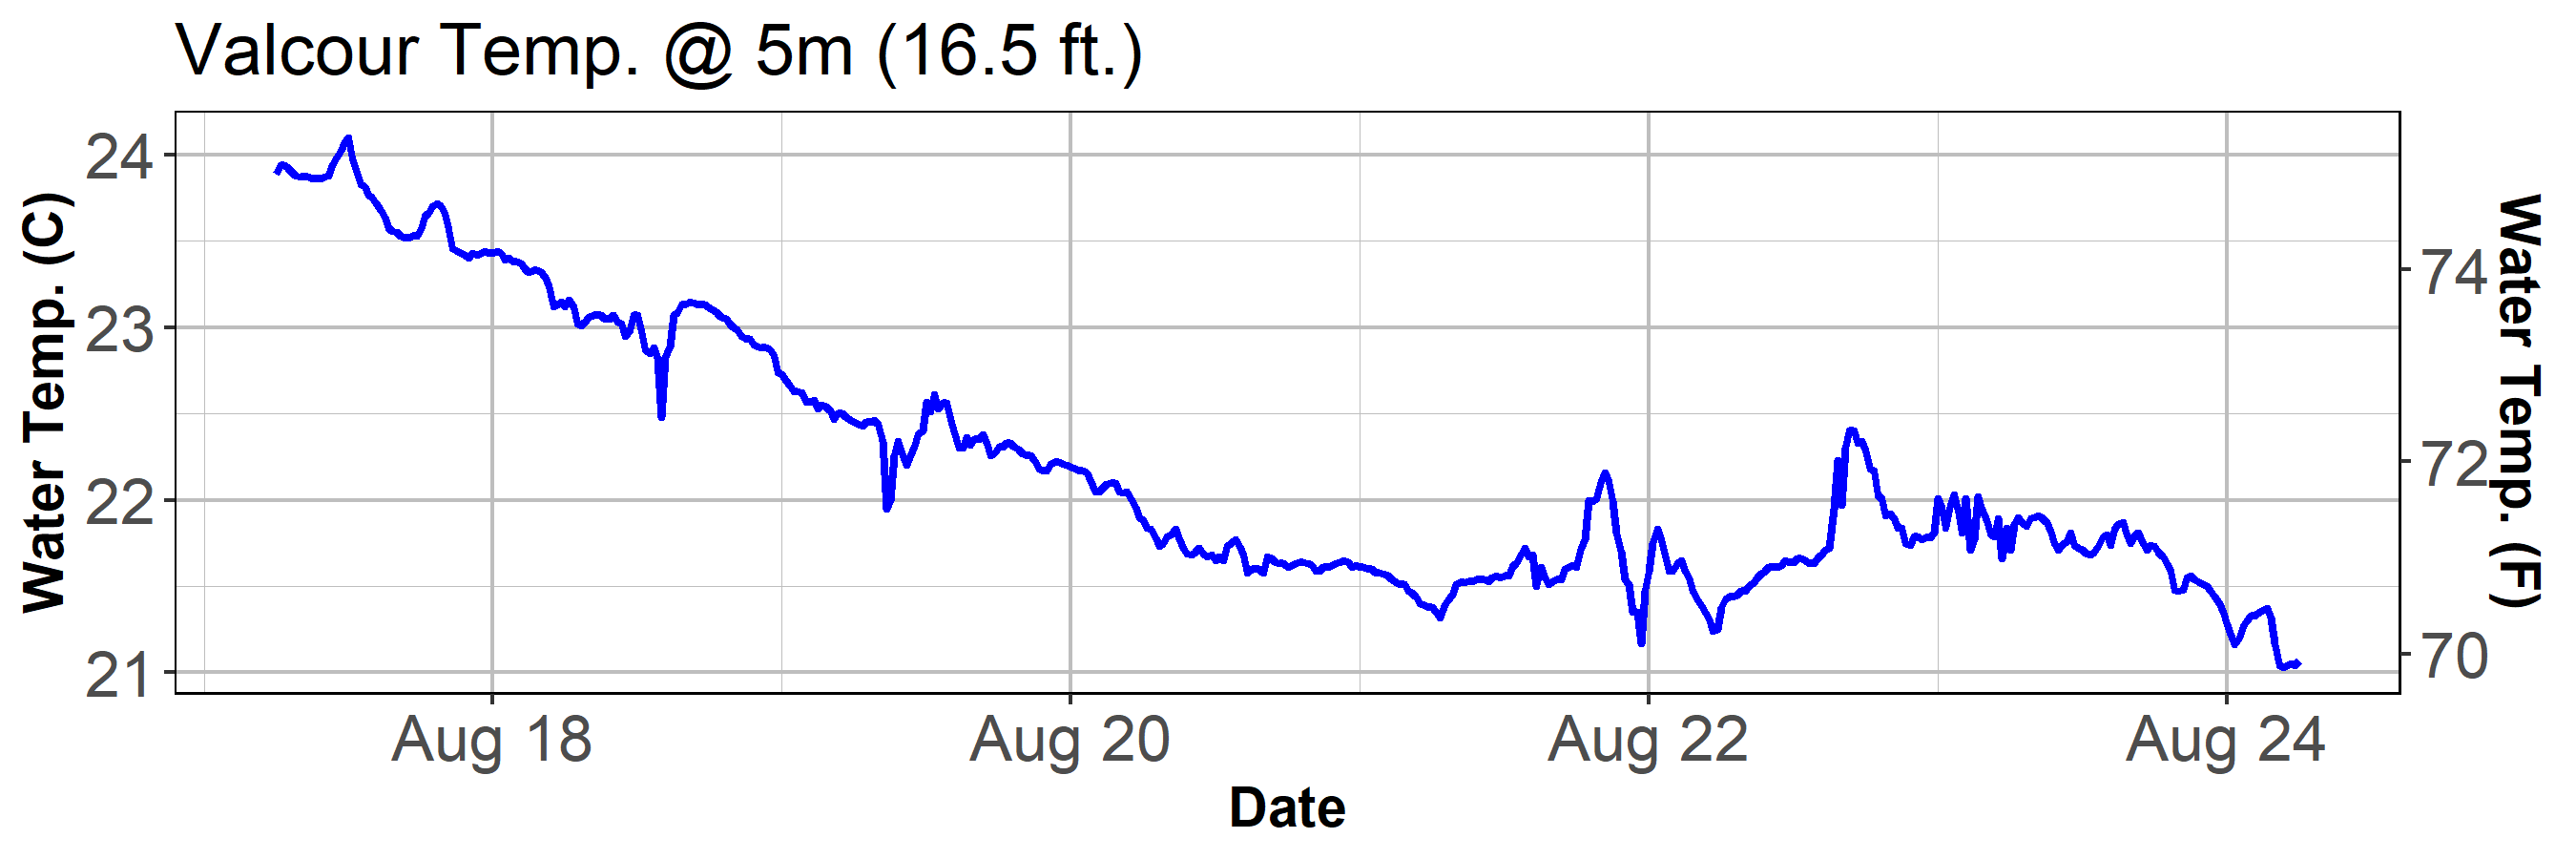 Valcour Temp. @ 5m (16.5 ft.)
Water Temp. (C)
24
23
22
21
74
72
70
Water Temp. (F)
Aug 18
Aug 20
Aug 22
Aug 24
Date